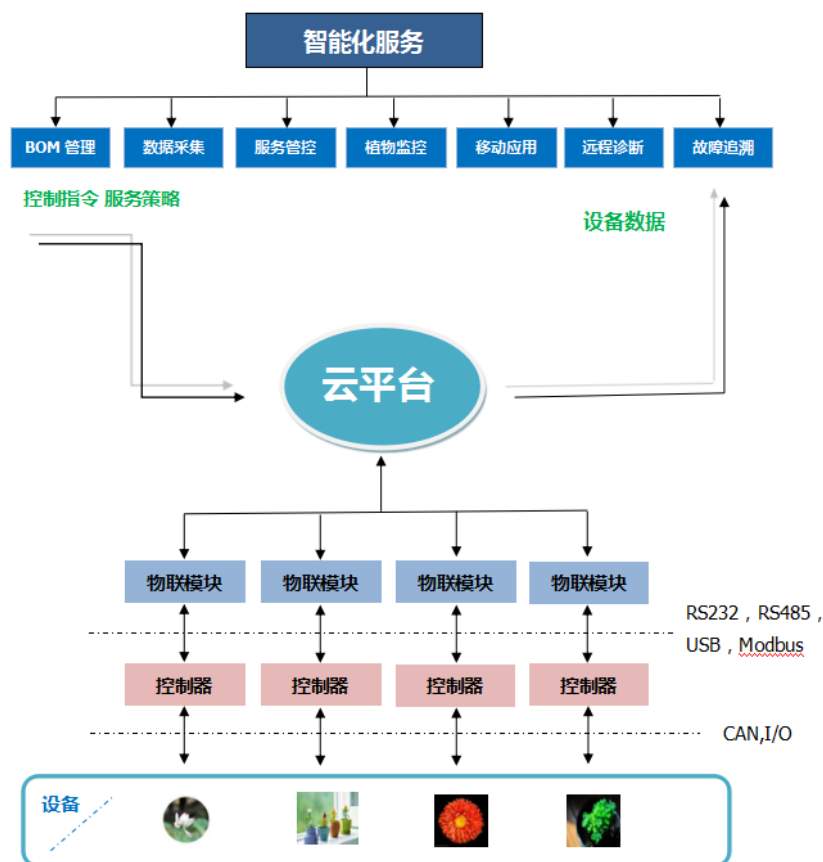 智能化服务
BOM 管理
数据采集
服务管控
植物监控
移动应用
远程诊断
故障追溯
控制指令 服务策略
设备数据
云平台
物联模块
物联模块
物联模块
物联模块
RS232，RS485，
USB，Modbus
控制器
控制器
控制器
控制器
CAN,I/O
设备